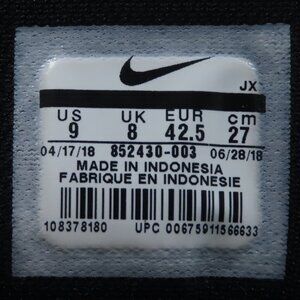 JX
US UK EUR cm
9 8 42.5 27
04/17/18 852430-003 06/28/18
MADE IN INDONESIA
FABRIQUE EN INDONESIE
108378180 UPC 00675911566633